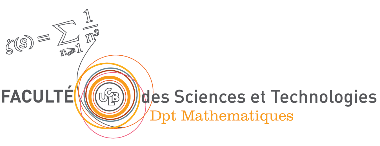 ζ(s) = ∑ 1/n^s
n⩾1
FACULTÉ des Sciences et Technologies
Dpt Mathematiques